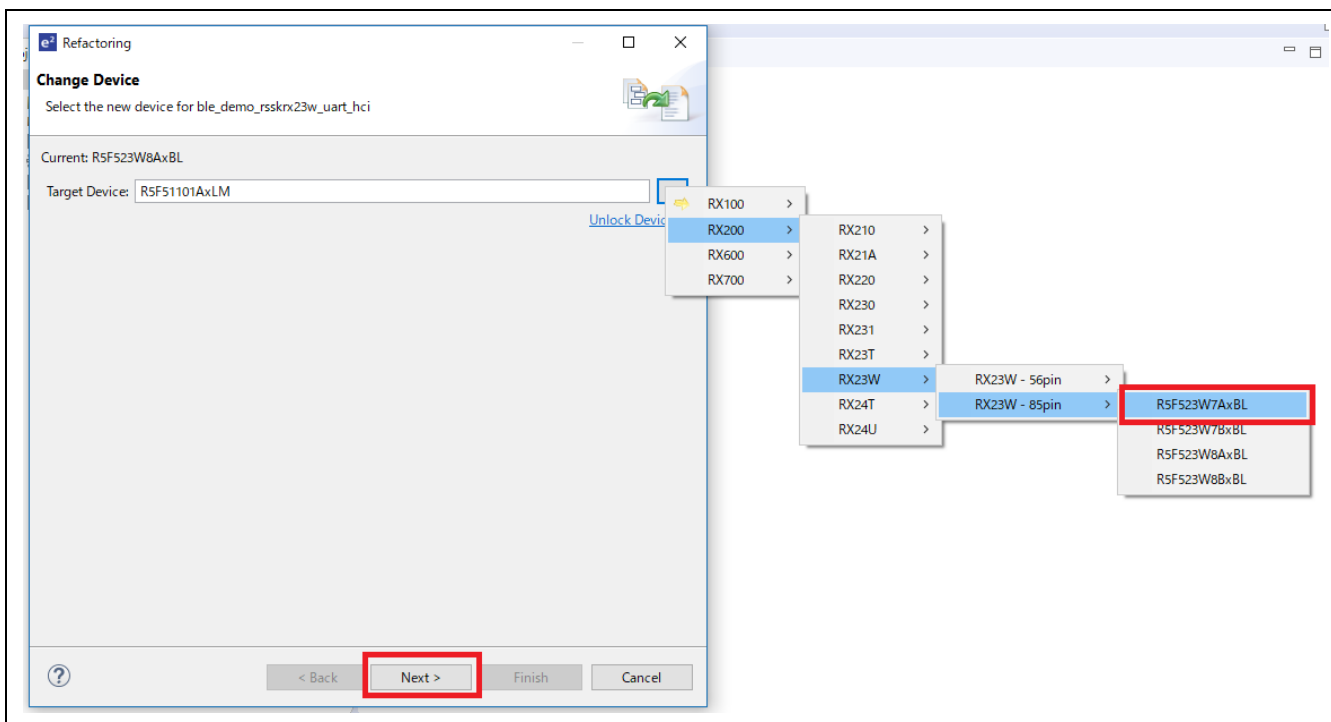 e² Refactoring
Change Device
Select the new device for ble_demo_rsskrx23w_uart_hci
Current: R5F523W8AxBL
Target Device: R5F51101AxLM
Unlock Devic
RX100 >
RX200 >
RX600 >
RX700 >
RX210 >
RX21A >
RX220 >
RX230 >
RX231 >
RX23T >
RX23W >
RX24T >
RX24U >
RX23W - 56pin >
RX23W - 85pin >
R5F523W7AxBL
R5F523W7BxBL
R5F523W8AxBL
R5F523W8BxBL
? < Back Next > Finish Cancel